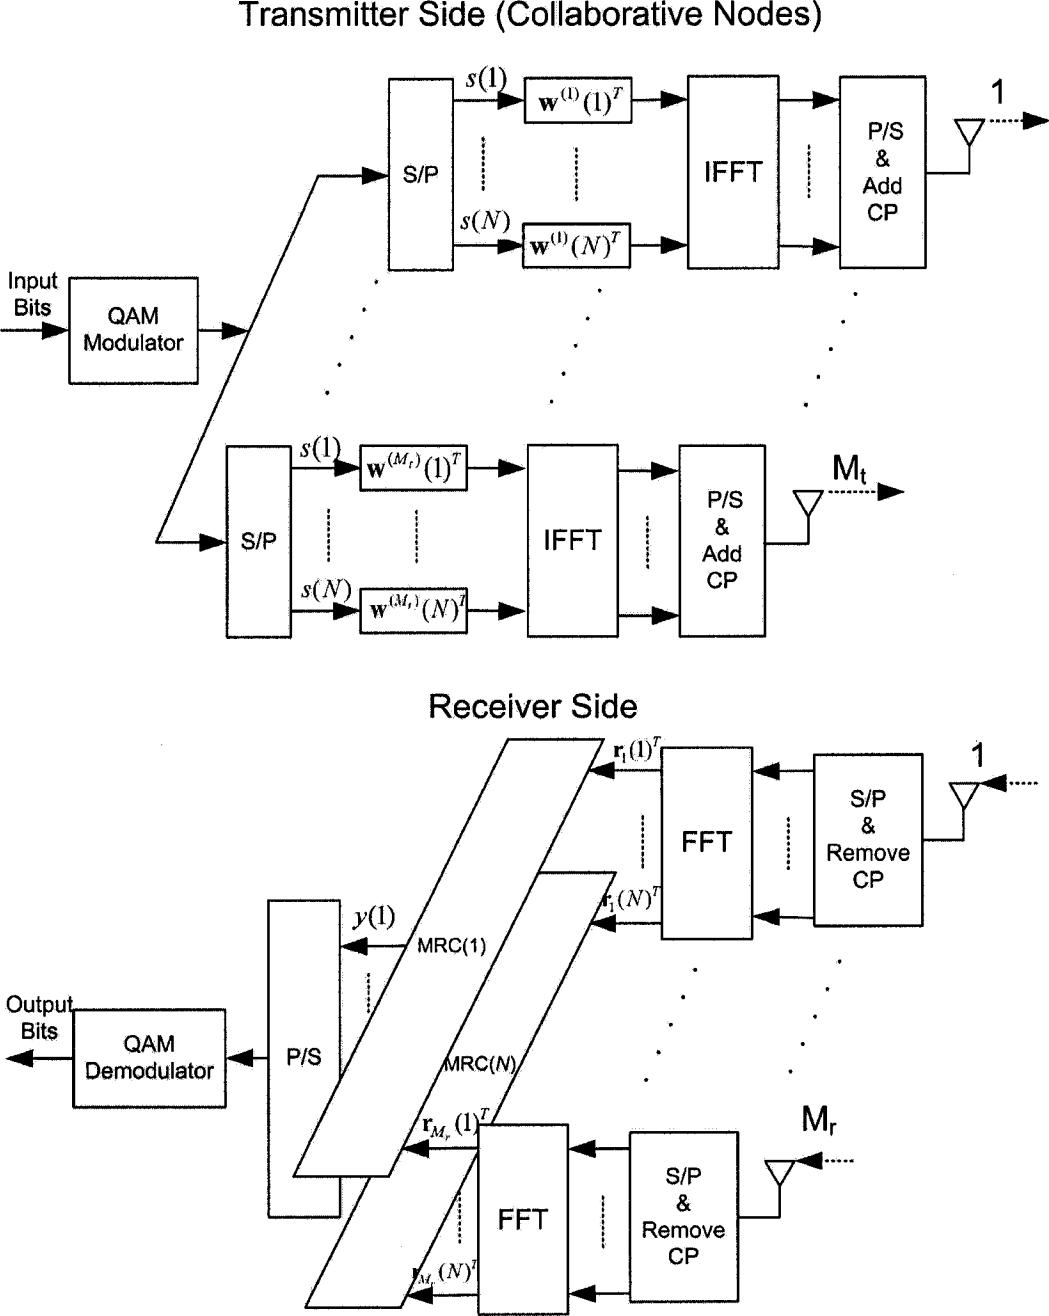 Transmitter Side (Collaborative Nodes)
s(1)
w⁽¹⁾(1)ᵀ
1
S/P
IFFT
P/S
&
Add
CP
s(N)
w⁽¹⁾(N)ᵀ
Input
Bits
QAM
Modulator
s(1)
w^(M_t)(1)ᵀ
M_t
S/P
IFFT
P/S
&
Add
CP
s(N)
w^(M_t)(N)ᵀ
Receiver Side
r₁(1)ᵀ
1
FFT
S/P
&
Remove
CP
r₁(N)ᵀ
y(1)
MRC(1)
Output
Bits
QAM
Demodulator
P/S
MRC(N)
r_{M_r}(1)ᵀ
M_r
FFT
S/P
&
Remove
CP
r_{M_r}(N)ᵀ